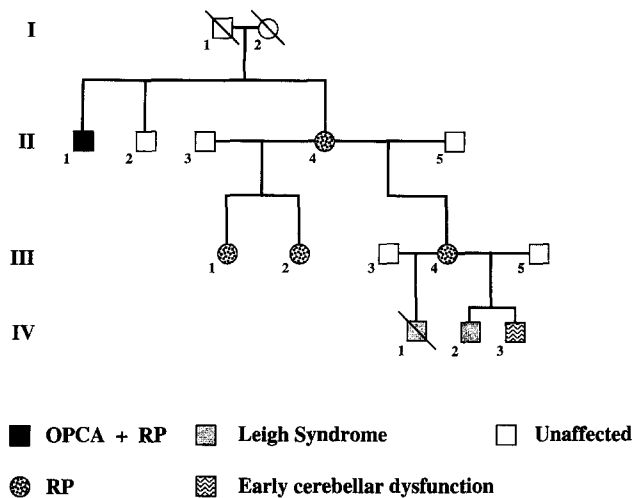 I
1 2
II
1 2 3 4 5
III
1 2 3 4 5
IV
1 2 3
OPCA + RP Leigh Syndrome Unaffected
RP Early cerebellar dysfunction